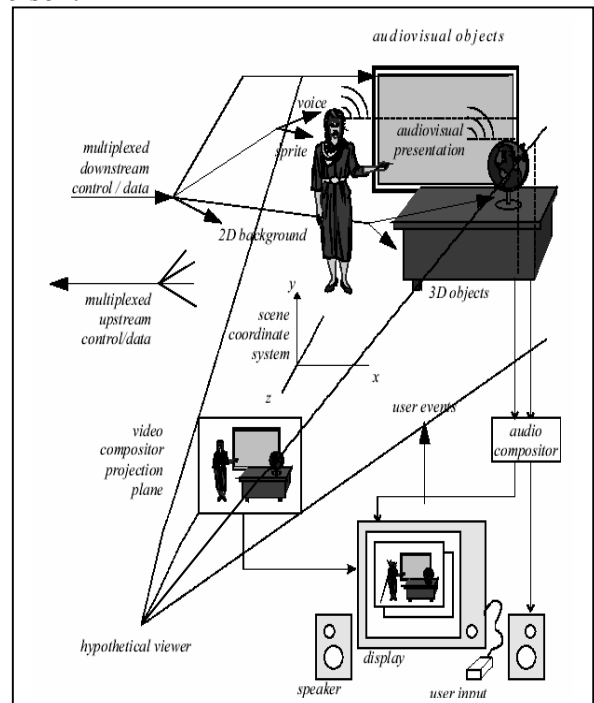 audiovisual objects
voice
sprite
audiovisual
presentation
multiplexed
downstream
control / data
2D background
3D objects
multiplexed
upstream
control/data
y
scene
coordinate
system
x
z
user events
audio
compositor
video
compositor
projection
plane
hypothetical viewer
display
speaker
user input